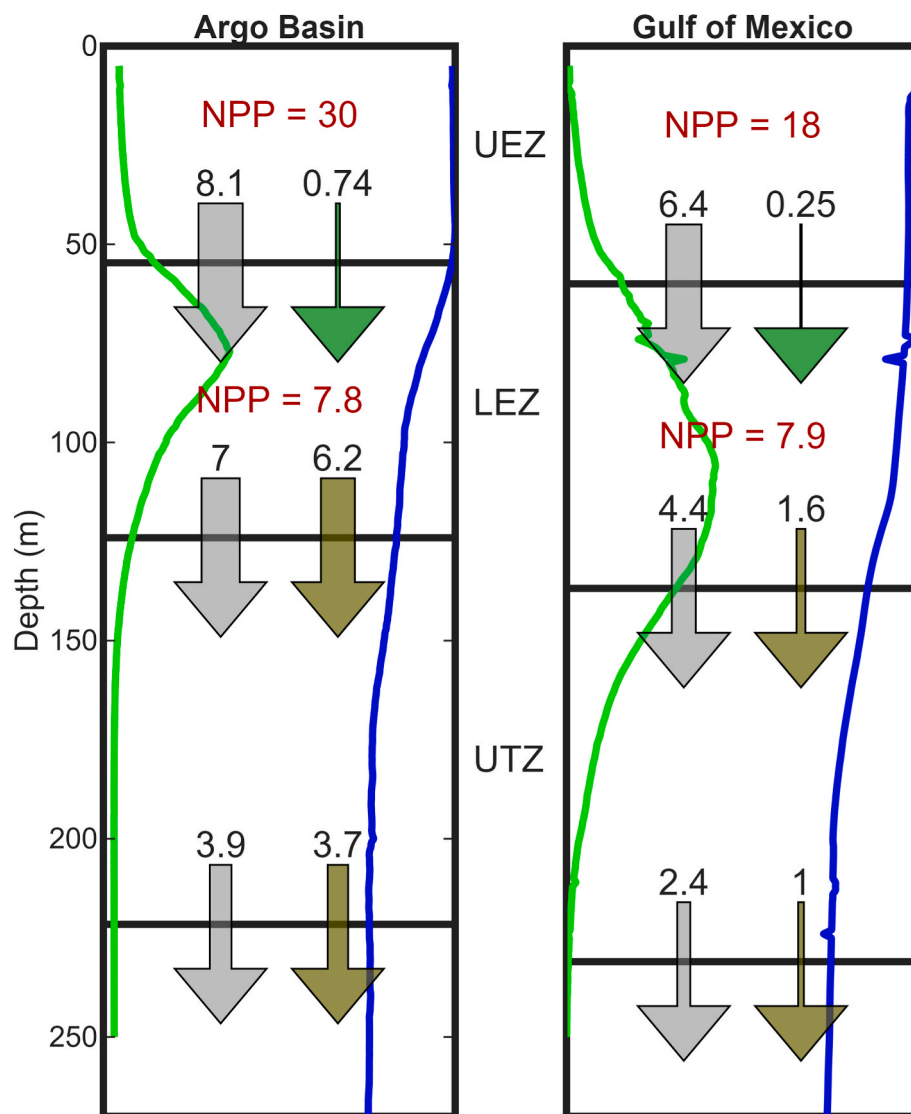 Argo Basin
Gulf of Mexico
0
50
100
150
200
250
Depth (m)
NPP = 30
8.1
0.74
NPP = 7.8
7
6.2
3.9
3.7
UEZ
LEZ
UTZ
NPP = 18
6.4
0.25
NPP = 7.9
4.4
1.6
2.4
1